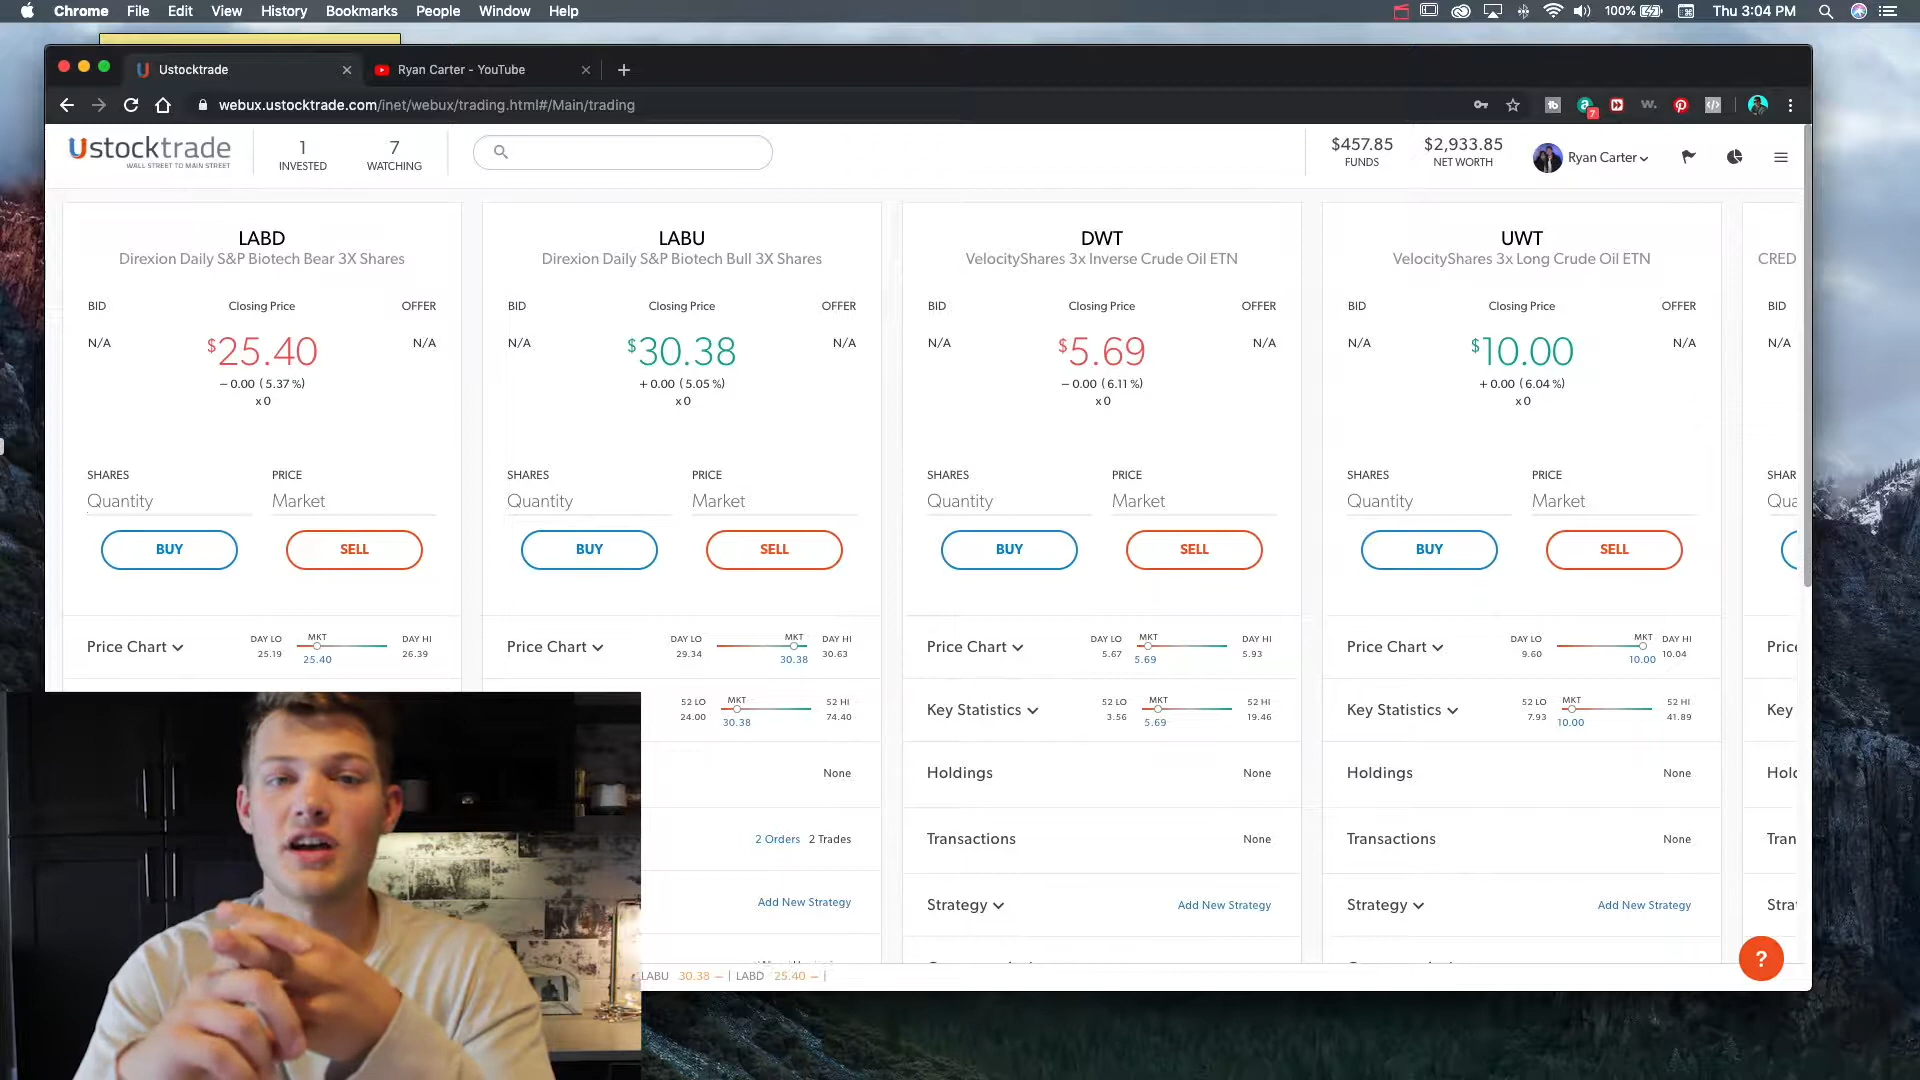 Chrome File Edit View History Bookmarks People Window Help 100% Thu 3:04 PM
Ustocktrade Ryan Carter - YouTube
webux.ustocktrade.com/inet/webux/trading.html#/Main/trading
7
Ustocktrade
WALL STREET TO MAIN STREET
1
INVESTED
7
WATCHING
$457.85
FUNDS
$2,933.85
NET WORTH
Ryan Carter
LABD
Direxion Daily S&P Biotech Bear 3X Shares
BID Closing Price OFFER
N/A $25.40 N/A
– 0.00 (5.37 %)
x 0
SHARES PRICE
Quantity Market
BUY SELL
Price Chart DAY LO MKT DAY HI
25.19 25.40 26.39
LABU
Direxion Daily S&P Biotech Bull 3X Shares
BID Closing Price OFFER
N/A $30.38 N/A
+ 0.00 (5.05 %)
x 0
SHARES PRICE
Quantity Market
BUY SELL
Price Chart DAY LO MKT DAY HI
29.34 30.38 30.63
52 LO MKT 52 HI
24.00 30.38 74.40
None
2 Orders 2 Trades
Add New Strategy
DWT
VelocityShares 3x Inverse Crude Oil ETN
BID Closing Price OFFER
N/A $5.69 N/A
– 0.00 (6.11 %)
x 0
SHARES PRICE
Quantity Market
BUY SELL
Price Chart DAY LO MKT DAY HI
5.67 5.69 5.93
Key Statistics 52 LO MKT 52 HI
3.56 5.69 19.46
Holdings None
Transactions None
Strategy Add New Strategy
UWT
VelocityShares 3x Long Crude Oil ETN
BID Closing Price OFFER
N/A $10.00 N/A
+ 0.00 (6.04 %)
x 0
SHARES PRICE
Quantity Market
BUY SELL
Price Chart DAY LO MKT DAY HI
9.60 10.00 10.04
Key Statistics 52 LO MKT 52 HI
7.93 10.00 41.89
Holdings None
Transactions None
Strategy Add New Strategy
CRED
BID
N/A
SHAR
Qua
Price
Key
Hold
Tran
Strat
LABU 30.38 – | LABD 25.40 – |
?